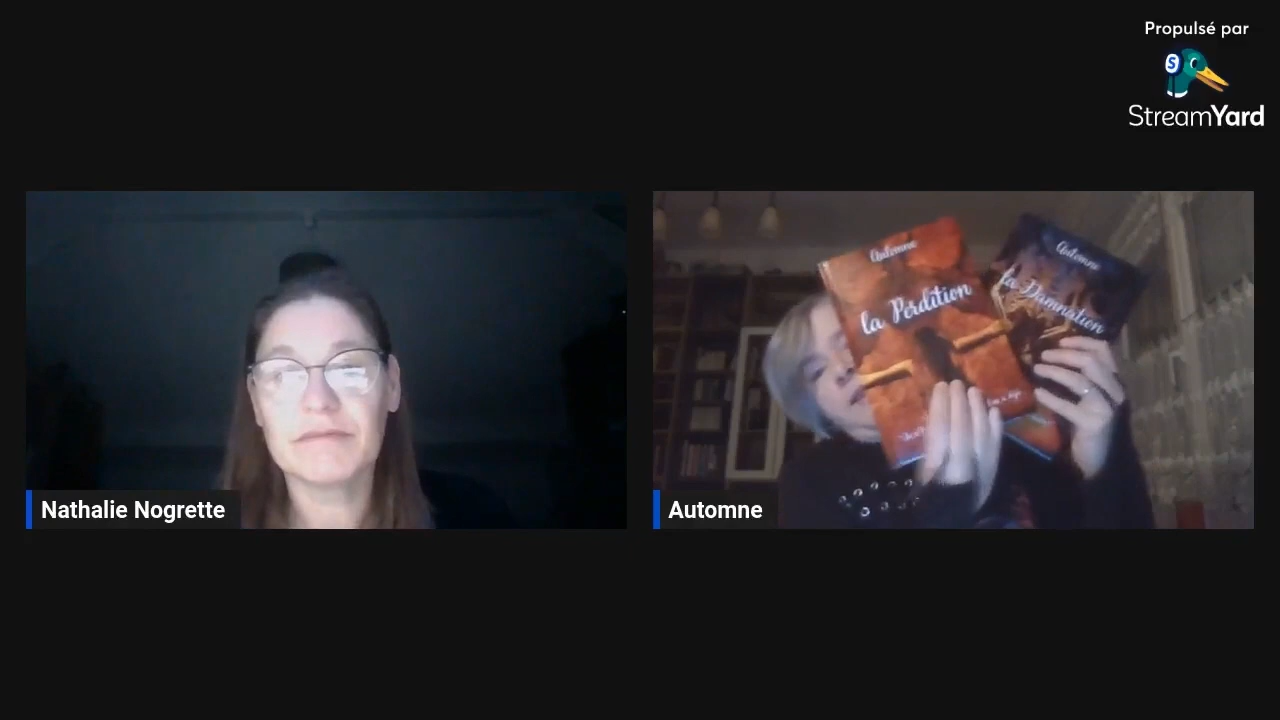 Propulsé par
S
StreamYard
Automne
la Perdition
Automne
la Damnation
Nathalie Nogrette
Automne